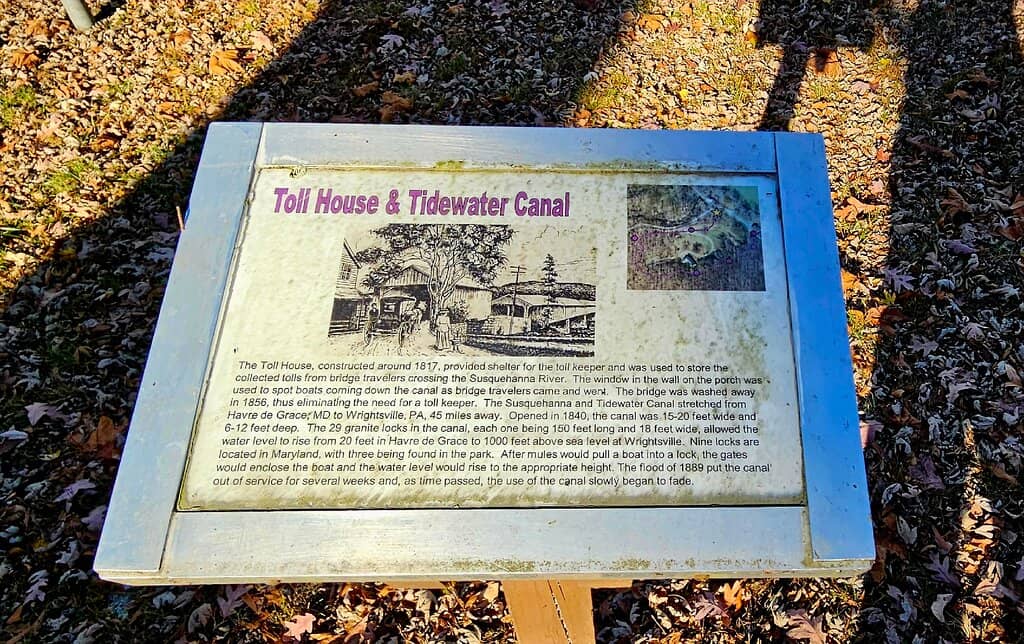 Toll House & Tidewater Canal
The Toll House, constructed around 1817, provided shelter for the toll keeper and was used to store the
collected tolls from bridge travelers crossing the Susquehanna River. The window in the wall on the porch was
used to spot boats coming down the canal as bridge travelers came and went. The bridge was washed away
in 1856, thus eliminating the need for a toll keeper. The Susquehanna and Tidewater Canal stretched from
Havre de Grace, MD to Wrightsville, PA, 45 miles away. Opened in 1840, the canal was 15-20 feet wide and
6-12 feet deep. The 29 granite locks in the canal, each one being 150 feet long and 18 feet wide, allowed the
water level to rise from 20 feet in Havre de Grace to 1000 feet above sea level at Wrightsville. Nine locks are
located in Maryland, with three being found in the park. After mules would pull a boat into a lock, the gates
would enclose the boat and the water level would rise to the appropriate height. The flood of 1889 put the canal
out of service for several weeks and, as time passed, the use of the canal slowly began to fade.